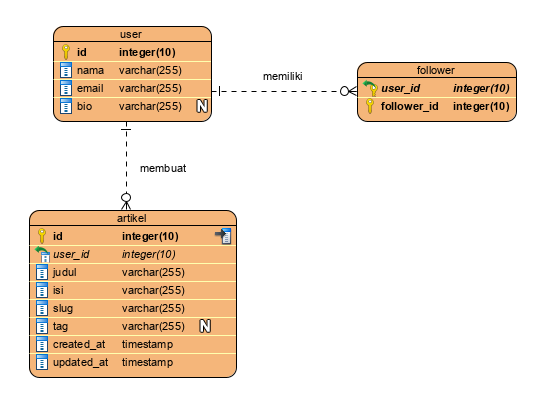 user
id integer(10)
nama varchar(255)
email varchar(255)
bio varchar(255) N
memiliki
follower
user_id integer(10)
follower_id integer(10)
membuat
artikel
id integer(10)
user_id integer(10)
judul varchar(255)
isi varchar(255)
slug varchar(255)
tag varchar(255) N
created_at timestamp
updated_at timestamp